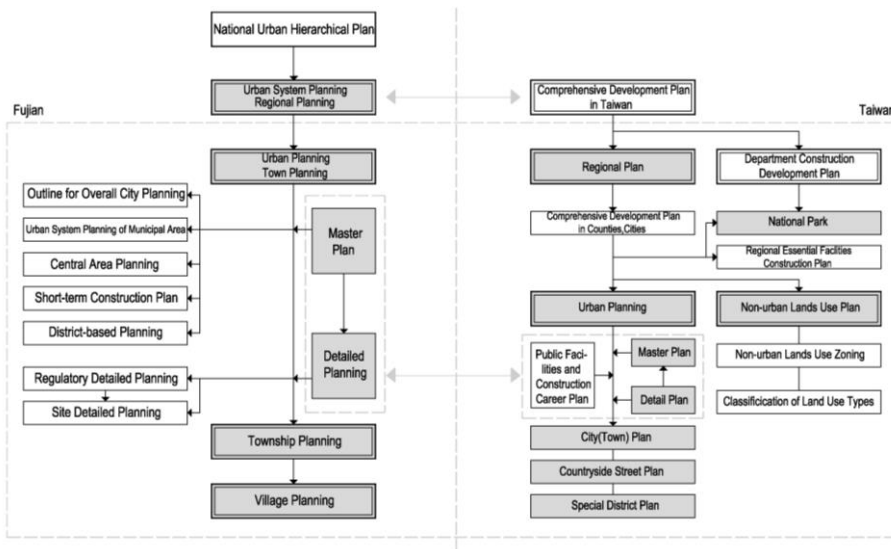 National Urban Hierarchical Plan
Urban System Planning
Regional Planning
Fujian
Urban Planning
Town Planning
Outline for Overall City Planning
Urban System Planning of Municipal Area
Central Area Planning
Short-term Construction Plan
District-based Planning
Master
Plan
Detailed
Planning
Regulatory Detailed Planning
Site Detailed Planning
Township Planning
Village Planning
Comprehensive Development Plan
in Taiwan
Taiwan
Regional Plan
Department Construction
Development Plan
Comprehensive Development Plan
in Counties,Cities
National Park
Regional Essential Facilities
Construction Plan
Urban Planning
Non-urban Lands Use Plan
Public Faci-
lities and
Construction
Career Plan
Master Plan
Detail Plan
Non-urban Lands Use Zoning
Classificication of Land Use Types
City(Town) Plan
Countryside Street Plan
Special District Plan